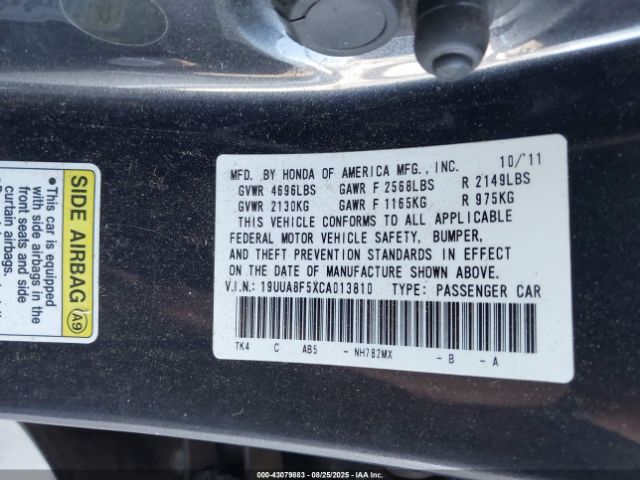 MFD. BY HONDA OF AMERICA MFG., INC. 10/'11
GVWR 4696LBS GAWR F 2568LBS R 2149LBS
GVWR 2130KG GAWR F 1165KG R 975KG
THIS VEHICLE CONFORMS TO ALL APPLICABLE
FEDERAL MOTOR VEHICLE SAFETY, BUMPER,
AND THEFT PREVENTION STANDARDS IN EFFECT
ON THE DATE OF MANUFACTURE SHOWN ABOVE.
V.I.N.: 19UUA8F5XCA013810 TYPE: PASSENGER CAR
TK4 C AB5 - NH782MX - B - A
SIDE AIRBAG A9
• This car is equipped
with side airbags in the
front seats and side
curtain airbags.
000-43079883 - 08/25/2025 - IAAI.COM